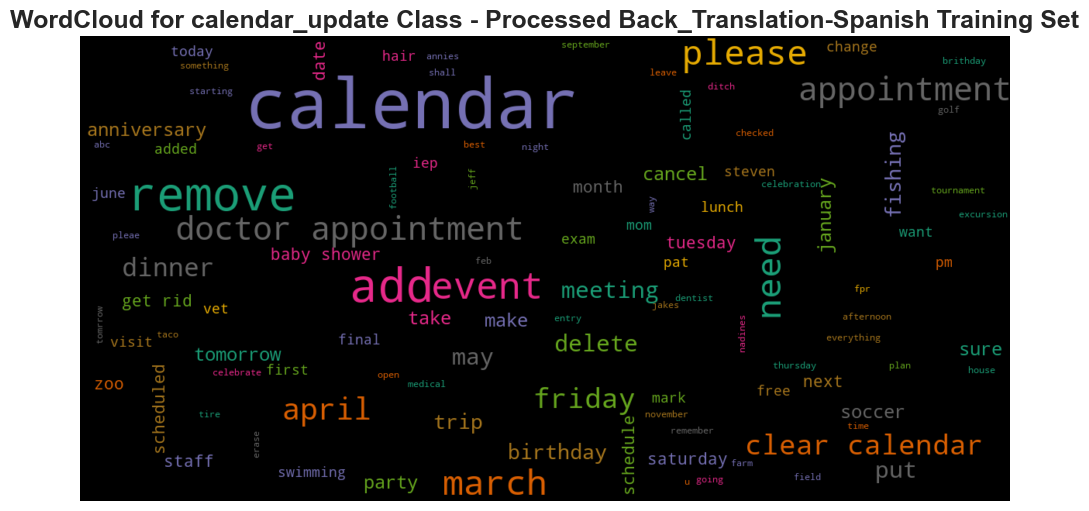 WordCloud for calendar_update Class - Processed Back_Translation-Spanish Training Set
today
something
starting
date
hair
annies
shall
september
please
change
brithday
leave
ditch
appointment
golf
calendar
called
anniversary
abc
added
get
best
night
checked
iep
football
jeff
cancel
steven
celebration
fishing
tournament
excursion
june
remove
month
way
lunch
january
want
pleae
doctor appointment
mom
exam
tuesday
need
baby shower
feb
pat
pm
dinner
add
event
meeting
dentist
jakes
fpr
get rid
vet
take
make
entry
nadines
afternoon
tomrrow
taco
visit
final
delete
everything
sure
tomorrow
may
thursday
plan
house
zoo
celebrate
first
open
medical
free
next
scheduled
tire
april
friday
mark
november
soccer
time
trip
remember
erase
birthday
schedule
clear calendar
staff
swimming
saturday
farm
put
party
march
u
going
field